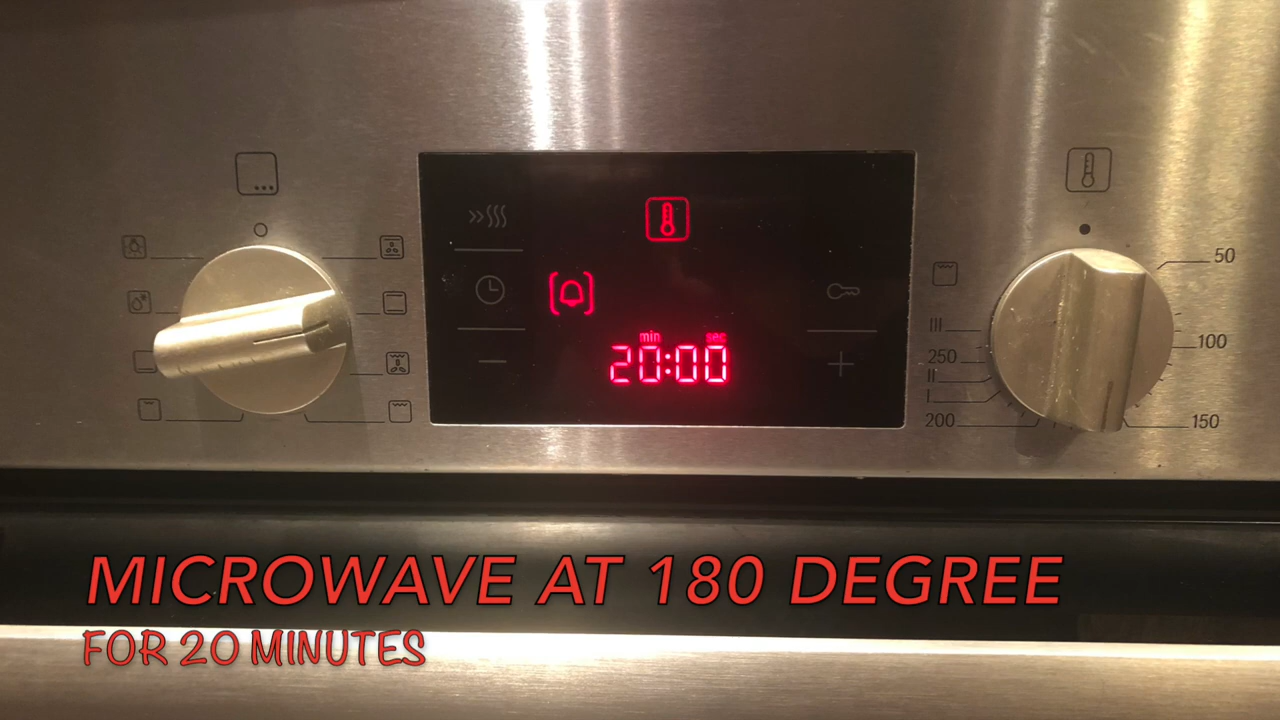 min sec
20:00
50
100
150
200
I
II
250
III
MICROWAVE AT 180 DEGREE
FOR 20 MINUTES